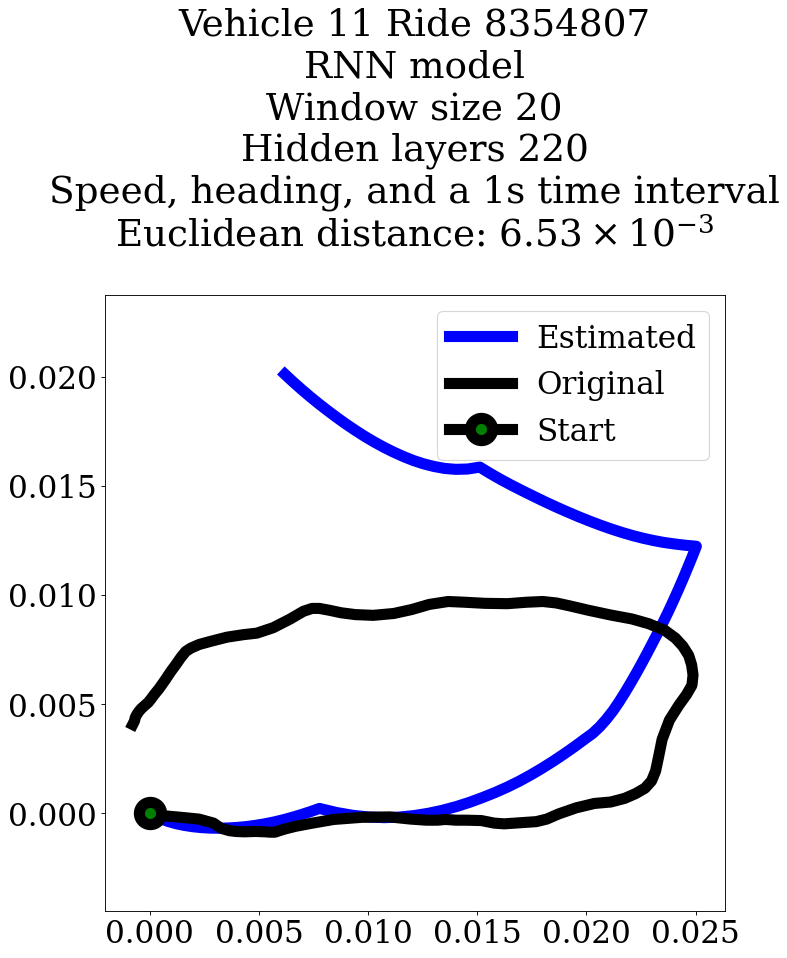 Vehicle 11 Ride 8354807
RNN model
Window size 20
Hidden layers 220
Speed, heading, and a 1s time interval
Euclidean distance: 6.53 × 10⁻³
Estimated
Original
Start
0.020
0.015
0.010
0.005
0.000
0.000 0.005 0.010 0.015 0.020 0.025